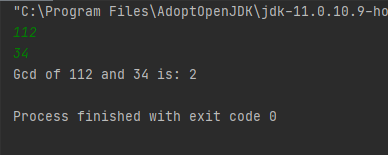 "C:\Program Files\AdoptOpenJDK\jdk-11.0.10.9-ho
112
34
Gcd of 112 and 34 is: 2
Process finished with exit code 0